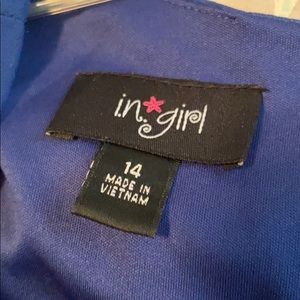 in. girl
14
MADE IN
VIETNAM